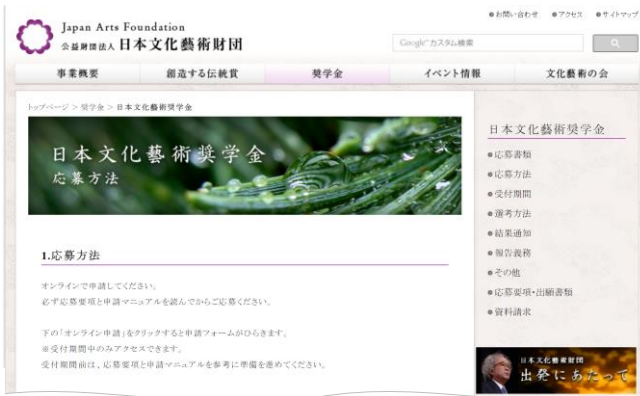 ●お問い合わせ ●アクセス ●サイトマップ
Japan Arts Foundation
公益財団法人 日本文化藝術財団
Google™カスタム検索
事業概要 創造する伝統賞 奨学金 イベント情報 文化藝術の会
トップページ > 奨学金 > 日本文化藝術奨学金
日本文化藝術奨学金
応募方法
1.応募方法
オンラインで申請してください。
必ず応募要項と申請マニュアルを読んでからご応募ください。
下の「オンライン申請」をクリックすると申請フォームがひらきます。
※受付期間中のみアクセスできます。
受付期間前は、応募要項と申請マニュアルを参考に準備を進めてください。
日本文化藝術奨学金
●応募書類
●応募方法
●受付期間
●選考方法
●結果通知
●報告義務
●その他
●応募要項・出願書類
●資料請求
日本文化藝術財団
出発にあたって